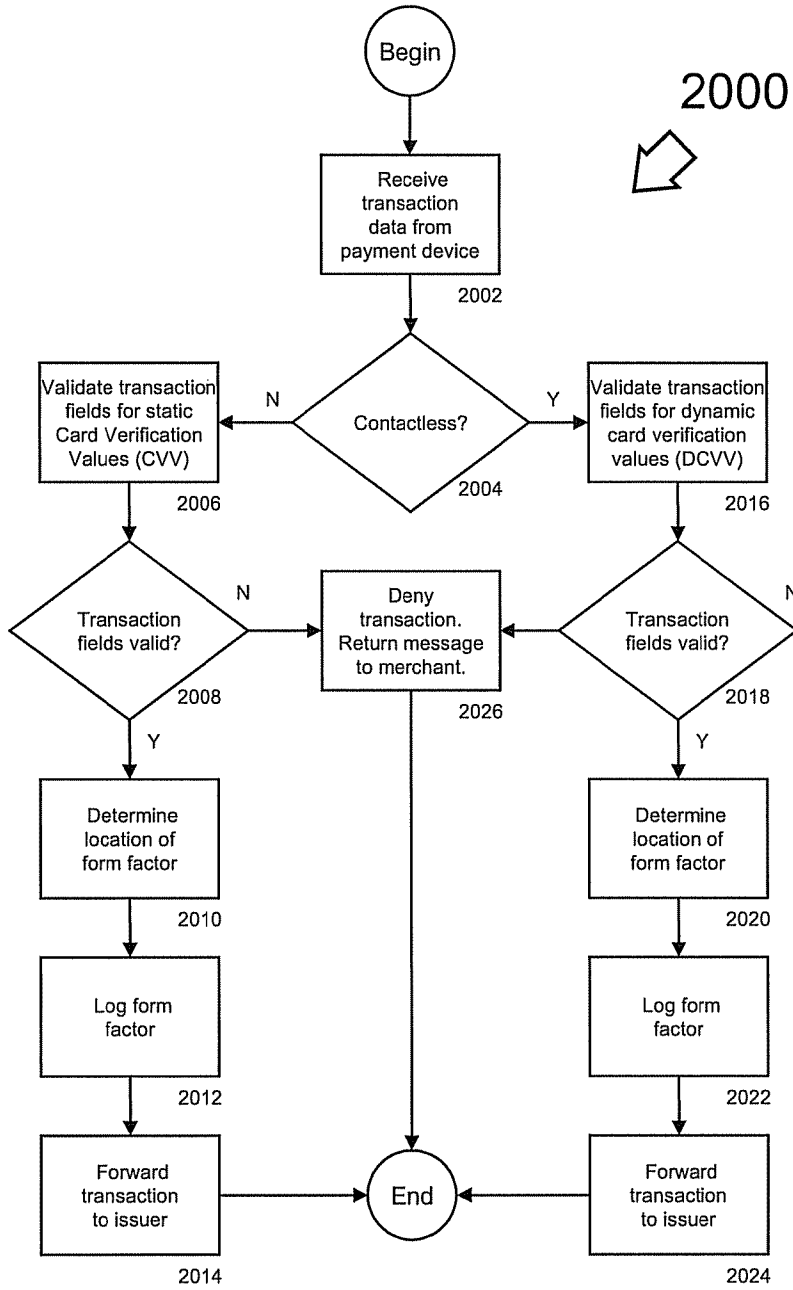 Begin
2000
Receive
transaction
data from
payment device
2002
Contactless?
2004
N
Y
Validate transaction
fields for static
Card Verification
Values (CVV)
2006
Validate transaction
fields for dynamic
card verification
values (DCVV)
2016
Transaction
fields valid?
2008
N
Y
Deny
transaction.
Return message
to merchant.
2026
Transaction
fields valid?
2018
N
Y
Determine
location of
form factor
2010
Determine
location of
form factor
2020
Log form
factor
2012
Log form
factor
2022
Forward
transaction
to issuer
2014
End
Forward
transaction
to issuer
2024